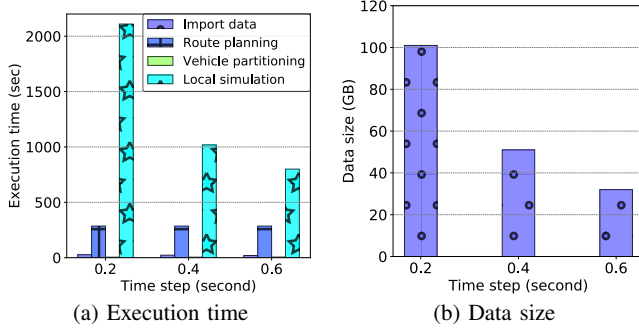 Execution time (sec)
2000
1500
1000
500
0
Import data
Route planning
Vehicle partitioning
Local simulation
0.2 0.4 0.6
Time step (second)
(a) Execution time
Data size (GB)
120
100
80
60
40
20
0
0.2 0.4 0.6
Time step (second)
(b) Data size